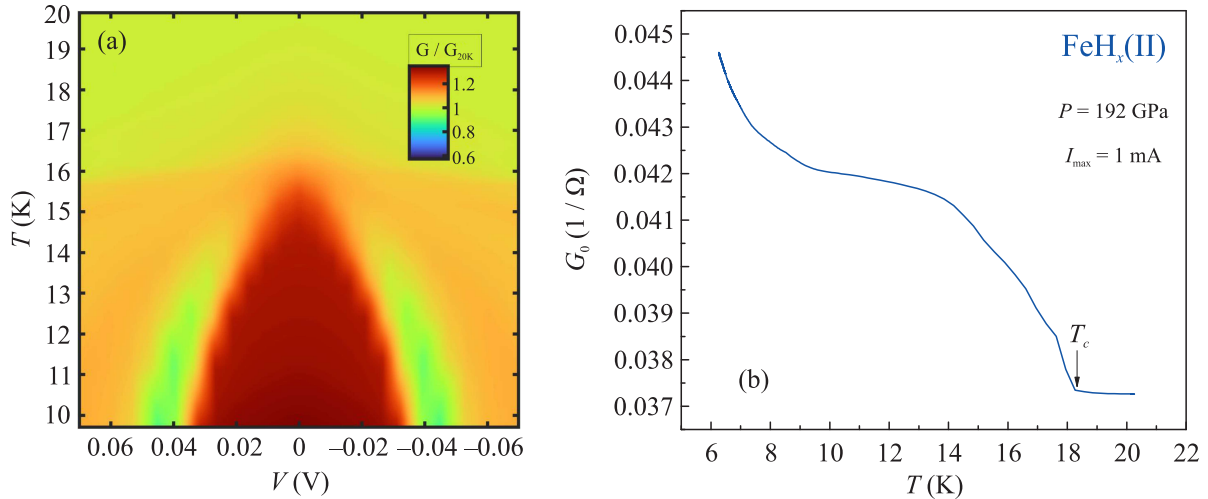 (a)
G / G20K
1.2
1
0.8
0.6
20
19
18
17
16
15
14
13
12
11
10
T (K)
0.06 0.04 0.02 0 −0.02 −0.04 −0.06
V (V)
FeHx(II)
P = 192 GPa
Imax = 1 mA
Tc
(b)
0.045
0.044
0.043
0.042
0.041
0.040
0.039
0.038
0.037
G0 (1 / Ω)
6 8 10 12 14 16 18 20 22
T (K)